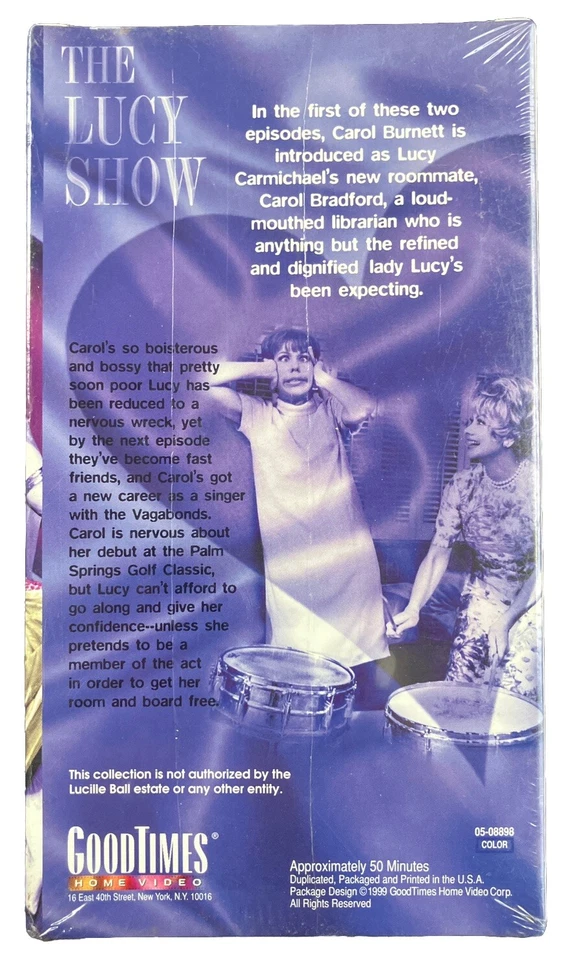 THE
LUCY
SHOW
In the first of these two
episodes, Carol Burnett is
introduced as Lucy
Carmichael's new roommate,
Carol Bradford, a loud-
mouthed librarian who is
anything but the refined
and dignified lady Lucy's
been expecting.
Carol's so boisterous
and bossy that pretty
soon poor Lucy has
been reduced to a
nervous wreck, yet
by the next episode
they've become fast
friends, and Carol's got
a new career as a singer
with the Vagabonds.
Carol is nervous about
her debut at the Palm
Springs Golf Classic,
but Lucy can't afford to
go along and give her
confidence--unless she
pretends to be a
member of the act
in order to get her
room and board free.
This collection is not authorized by the
Lucille Ball estate or any other entity.
GOODTIMES®
HOME VIDEO
16 East 40th Street, New York, N.Y. 10016
05-08898
COLOR
Approximately 50 Minutes
Duplicated, Packaged and Printed in the U.S.A.
Package Design ©1999 GoodTimes Home Video Corp.
All Rights Reserved